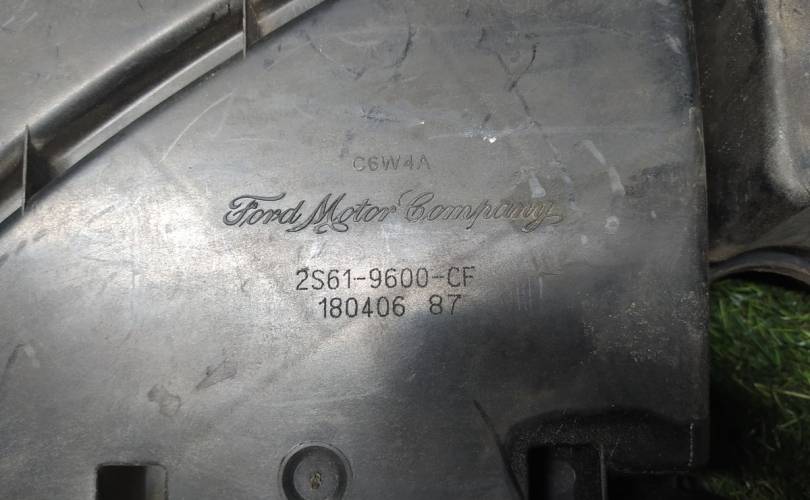 C6W4A
Ford Motor Company
2S61-9600-CF
180406 87